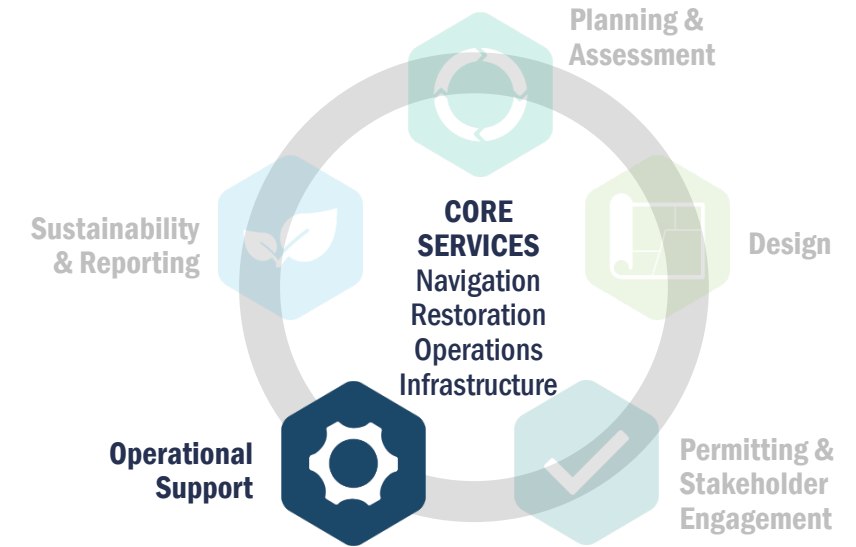 Planning &
Assessment
Sustainability
& Reporting
CORE
SERVICES
Navigation
Restoration
Operations
Infrastructure
Design
Operational
Support
Permitting &
Stakeholder
Engagement